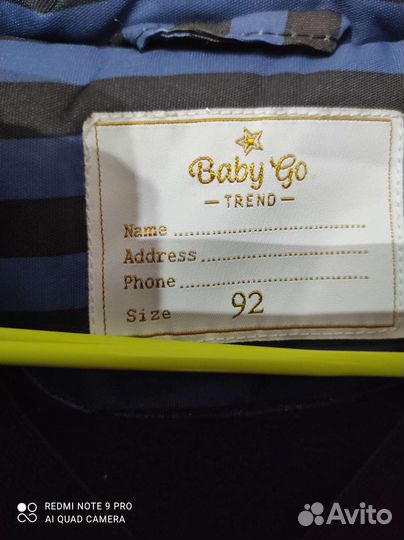 Baby Go
— TREND —
Name
Address
Phone
Size 92
REDMI NOTE 9 PRO
AI QUAD CAMERA
Avito